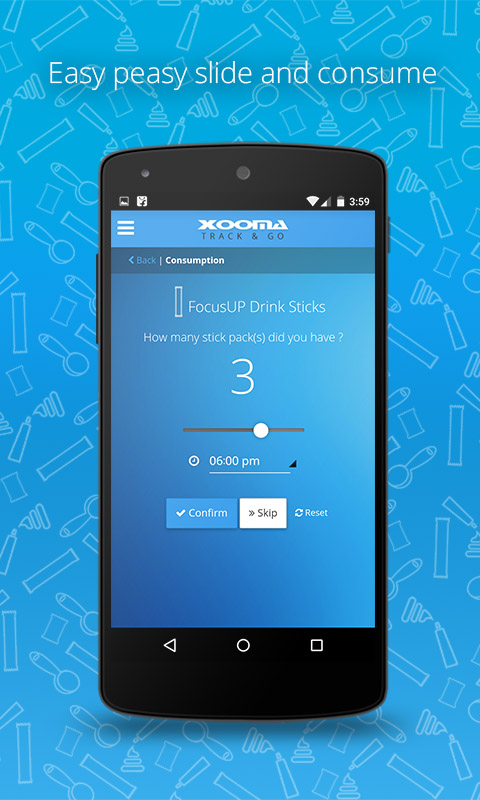 Easy peasy slide and consume
3:59
XOOMA
TRACK & GO
Back | Consumption
FocusUP Drink Sticks
How many stick pack(s) did you have ?
3
06:00 pm
Confirm
» Skip
Reset